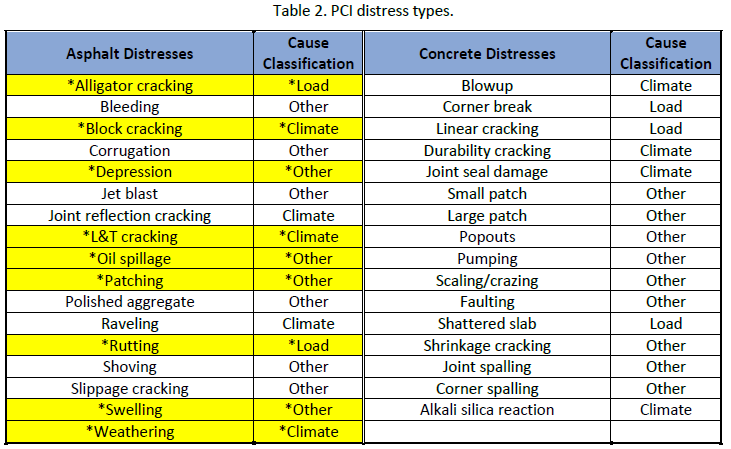 Table 2. PCI distress types.
Asphalt Distresses Cause Classification Concrete Distresses Cause Classification
*Alligator cracking *Load Blowup Climate
Bleeding Other Corner break Load
*Block cracking *Climate Linear cracking Load
Corrugation Other Durability cracking Climate
*Depression *Other Joint seal damage Climate
Jet blast Other Small patch Other
Joint reflection cracking Climate Large patch Other
*L&T cracking *Climate Popouts Other
*Oil spillage *Other Pumping Other
*Patching *Other Scaling/crazing Other
Polished aggregate Other Faulting Other
Raveling Climate Shattered slab Load
*Rutting *Load Shrinkage cracking Other
Shoving Other Joint spalling Other
Slippage cracking Other Corner spalling Other
*Swelling *Other Alkali silica reaction Climate
*Weathering *Climate